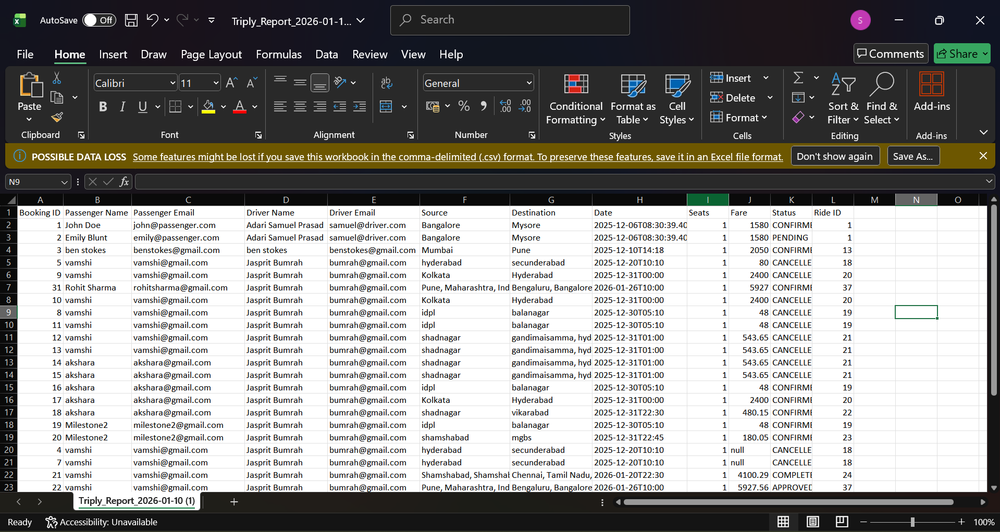 AutoSave Off Triply_Report_2026-01-1... Search S
File Home Insert Draw Page Layout Formulas Data Review View Help Comments Share
Paste Calibri 11 General Conditional Formatting Format as Table Cell Styles Insert Delete Format Sort & Filter Find & Select Add-ins
Clipboard Font Alignment Number Styles Cells Editing Add-ins
POSSIBLE DATA LOSS Some features might be lost if you save this workbook in the comma-delimited (.csv) format. To preserve these features, save it in an Excel file format. Don't show again Save As...
N9 fx
A B C D E F G H I J K L M N O
1 Booking ID Passenger Name Passenger Email Driver Name Driver Email Source Destination Date Seats Fare Status Ride ID
2 1 John Doe john@passenger.com Adari Samuel Prasad samuel@driver.com Bangalore Mysore 2025-12-06T08:30:39.40 1 1580 CONFIRME 1
3 2 Emily Blunt emily@passenger.com Adari Samuel Prasad samuel@driver.com Bangalore Mysore 2025-12-06T08:30:39.40 1 1580 PENDING 1
4 3 ben stokes benstokes@gmail.com ben stokes benstokes@gmail.com Mumbai Pune 2025-12-10T14:18 1 2050 CONFIRME 13
5 5 vamshi vamshi@gmail.com Jasprit Bumrah bumrah@gmail.com hyderabad secunderabad 2025-12-20T10:10 1 80 CANCELLE 18
6 9 vamshi vamshi@gmail.com Jasprit Bumrah bumrah@gmail.com Kolkata Hyderabad 2025-12-31T00:00 1 2400 CANCELLE 20
7 31 Rohit Sharma rohitsharma@gmail.com Jasprit Bumrah bumrah@gmail.com Pune, Maharashtra, Ind Bengaluru, Bangalore 2026-01-26T10:00 1 5927 CONFIRME 37
8 10 vamshi vamshi@gmail.com Jasprit Bumrah bumrah@gmail.com Kolkata Hyderabad 2025-12-31T00:00 1 2400 CANCELLE 20
9 8 vamshi vamshi@gmail.com Jasprit Bumrah bumrah@gmail.com idpl balanagar 2025-12-30T05:10 1 48 CANCELLE 19
10 11 vamshi vamshi@gmail.com Jasprit Bumrah bumrah@gmail.com idpl balanagar 2025-12-30T05:10 1 48 CANCELLE 19
11 12 vamshi vamshi@gmail.com Jasprit Bumrah bumrah@gmail.com shadnagar gandimaisamma, hyd 2025-12-31T01:00 1 543.65 CANCELLE 21
12 13 vamshi vamshi@gmail.com Jasprit Bumrah bumrah@gmail.com shadnagar gandimaisamma, hyd 2025-12-31T01:00 1 543.65 CANCELLE 21
13 14 akshara akshara@gmail.com Jasprit Bumrah bumrah@gmail.com shadnagar gandimaisamma, hyd 2025-12-31T01:00 1 543.65 CANCELLE 21
14 15 akshara akshara@gmail.com Jasprit Bumrah bumrah@gmail.com shadnagar gandimaisamma, hyd 2025-12-31T01:00 1 543.65 CANCELLE 21
15 16 akshara akshara@gmail.com Jasprit Bumrah bumrah@gmail.com idpl balanagar 2025-12-30T05:10 1 48 CONFIRME 19
16 17 akshara akshara@gmail.com Jasprit Bumrah bumrah@gmail.com Kolkata Hyderabad 2025-12-31T00:00 1 2400 CONFIRME 20
17 18 akshara akshara@gmail.com Jasprit Bumrah bumrah@gmail.com shadnagar vikarabad 2025-12-31T22:30 1 480.15 CONFIRME 22
18 19 Milestone2 milestone2@gmail.com Jasprit Bumrah bumrah@gmail.com idpl balanagar 2025-12-30T05:10 1 48 CONFIRME 19
19 20 Milestone2 milestone2@gmail.com Jasprit Bumrah bumrah@gmail.com shamshabad mgbs 2025-12-31T22:45 1 180.05 CONFIRME 23
20 4 vamshi vamshi@gmail.com Jasprit Bumrah bumrah@gmail.com hyderabad secunderabad 2025-12-20T10:10 1 null CANCELLE 18
21 7 vamshi vamshi@gmail.com Jasprit Bumrah bumrah@gmail.com hyderabad secunderabad 2025-12-20T10:10 1 null CANCELLE 18
22 21 vamshi vamshi@gmail.com Jasprit Bumrah bumrah@gmail.com Shamshabad, Shamshal Chennai, Tamil Nadu, 2026-01-20T22:30 1 4100.29 COMPLETE 24
23 22 vamshi vamshi@gmail.com Jasprit Bumrah bumrah@gmail.com Pune, Maharashtra, Ind Bengaluru, Bangalore 2026-01-26T10:00 1 5927.56 APPROVED 37
Triply_Report_2026-01-10 (1)
Ready Accessibility: Unavailable 100%